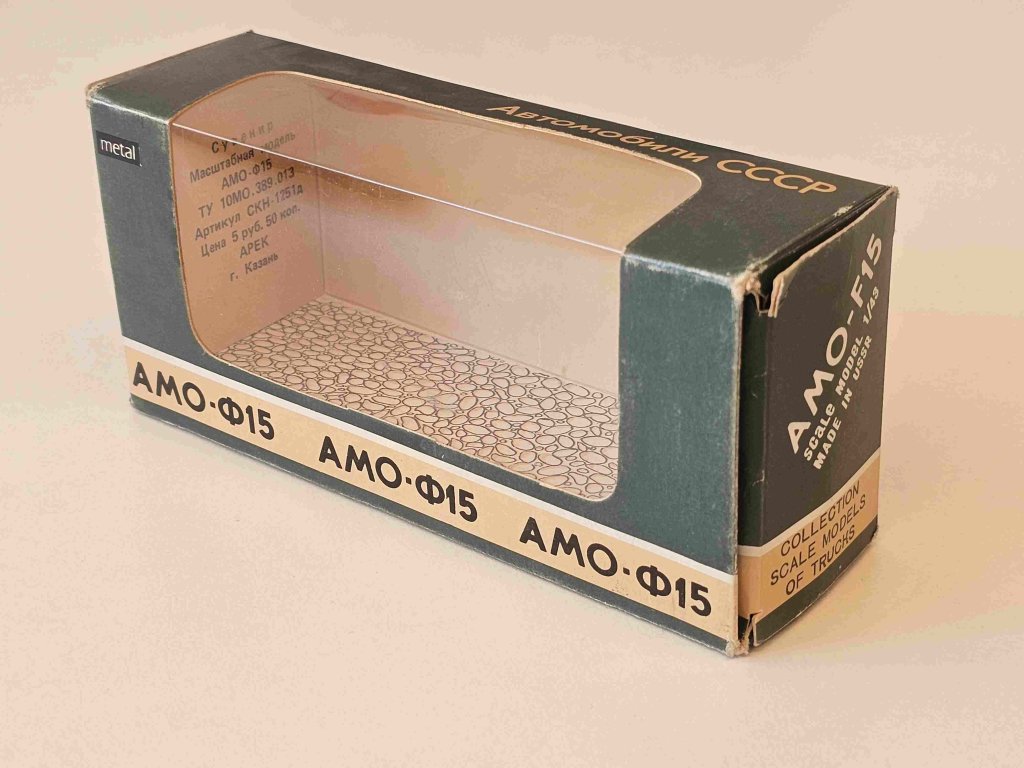 Автомобили СССР
metal
Сувенир
Масштабная модель
АМО-Ф15
ТУ 10МО.389.013
Артикул СКН-1251д
Цена 5 руб. 50 коп.
АРЕК
г. Казань
АМО-Ф15 АМО-Ф15 АМО-Ф15
AMO-F15
SCALE MODEL 1/43
MADE IN USSR
COLLECTION
SCALE MODELS
OF TRUCKS